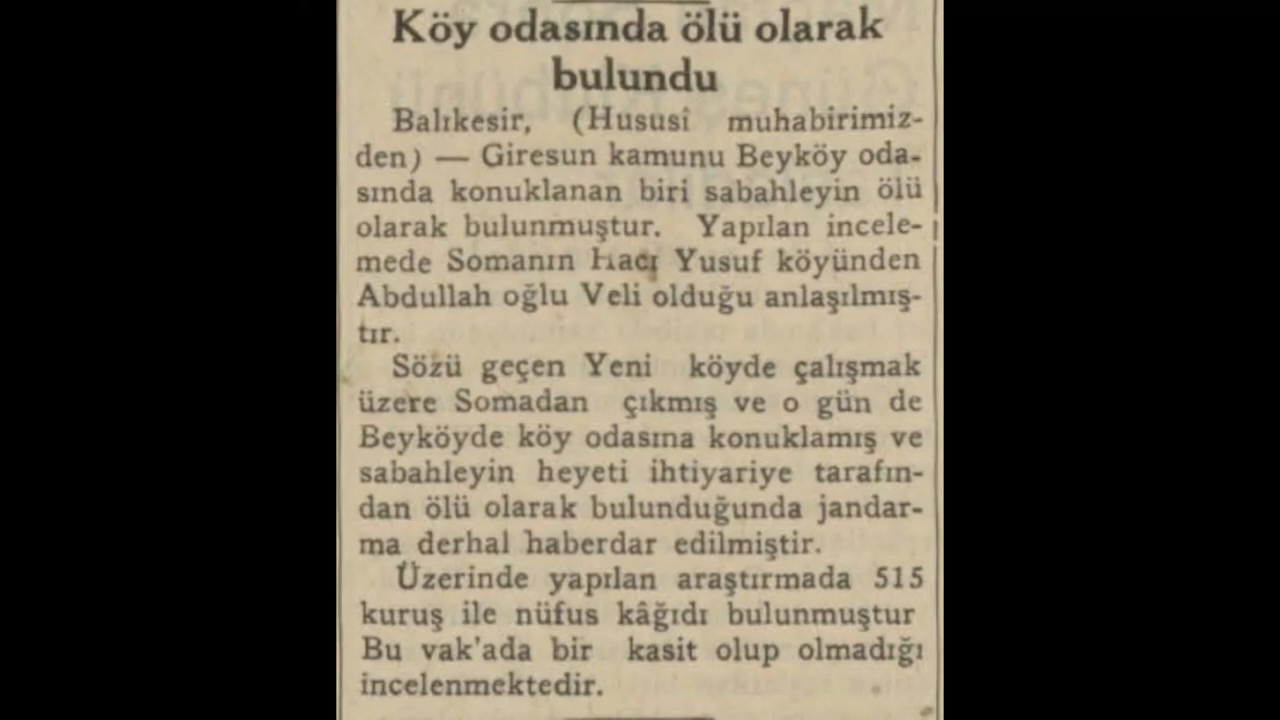 Köy odasında ölü olarak
bulundu
Balıkesir, (Hususî muhabirimiz-
den) — Giresun kamunu Beyköy oda-
sında konuklanan biri sabahleyin ölü
olarak bulunmuştur. Yapılan incele-
mede Somanın Hacı Yusuf köyünden
Abdullah oğlu Veli olduğu anlaşılmış-
tır.
Sözü geçen Yeni köyde çalışmak
üzere Somadan çıkmış ve o gün de
Beyköyde köy odasına konuklamış ve
sabahleyin heyeti ihtiyariye tarafın-
dan ölü olarak bulunduğunda jandar-
ma derhal haberdar edilmiştir.
Üzerinde yapılan araştırmada 515
kuruş ile nüfus kâğıdı bulunmuştur
Bu vak'ada bir kasit olup olmadığı
incelenmektedir.